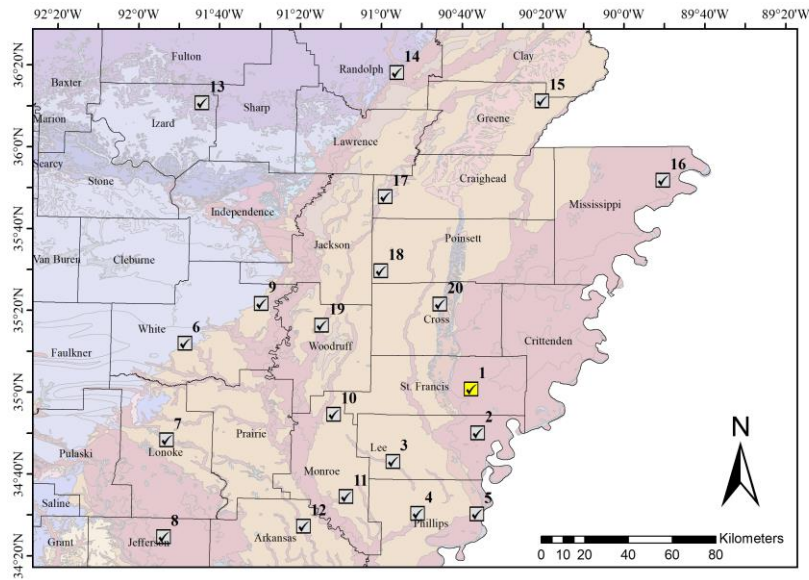 92°20'W 92°0'W 91°40'W 91°20'W 91°0'W 90°40'W 90°20'W 90°0'W 89°40'W 89°20'W
36°20'N
36°0'N
35°40'N
35°20'N
35°0'N
34°40'N
34°20'N
Fulton
Randolph
14
Clay
Baxter
13
15
Sharp
Izard
Greene
Marion
Lawrence
Searcy
16
Stone
17
Craighead
Mississippi
Independence
Jackson
Poinsett
Van Buren
Cleburne
18
9
19
20
Cross
White
6
Woodruff
Crittenden
Faulkner
1
St. Francis
10
2
7
Prairie
Lee
3
Lonoke
Pulaski
Monroe
11
Saline
12
4
5
8
Phillips
Grant
Jefferson
Arkansas
N
Kilometers
0 5 10 20 40 60 80